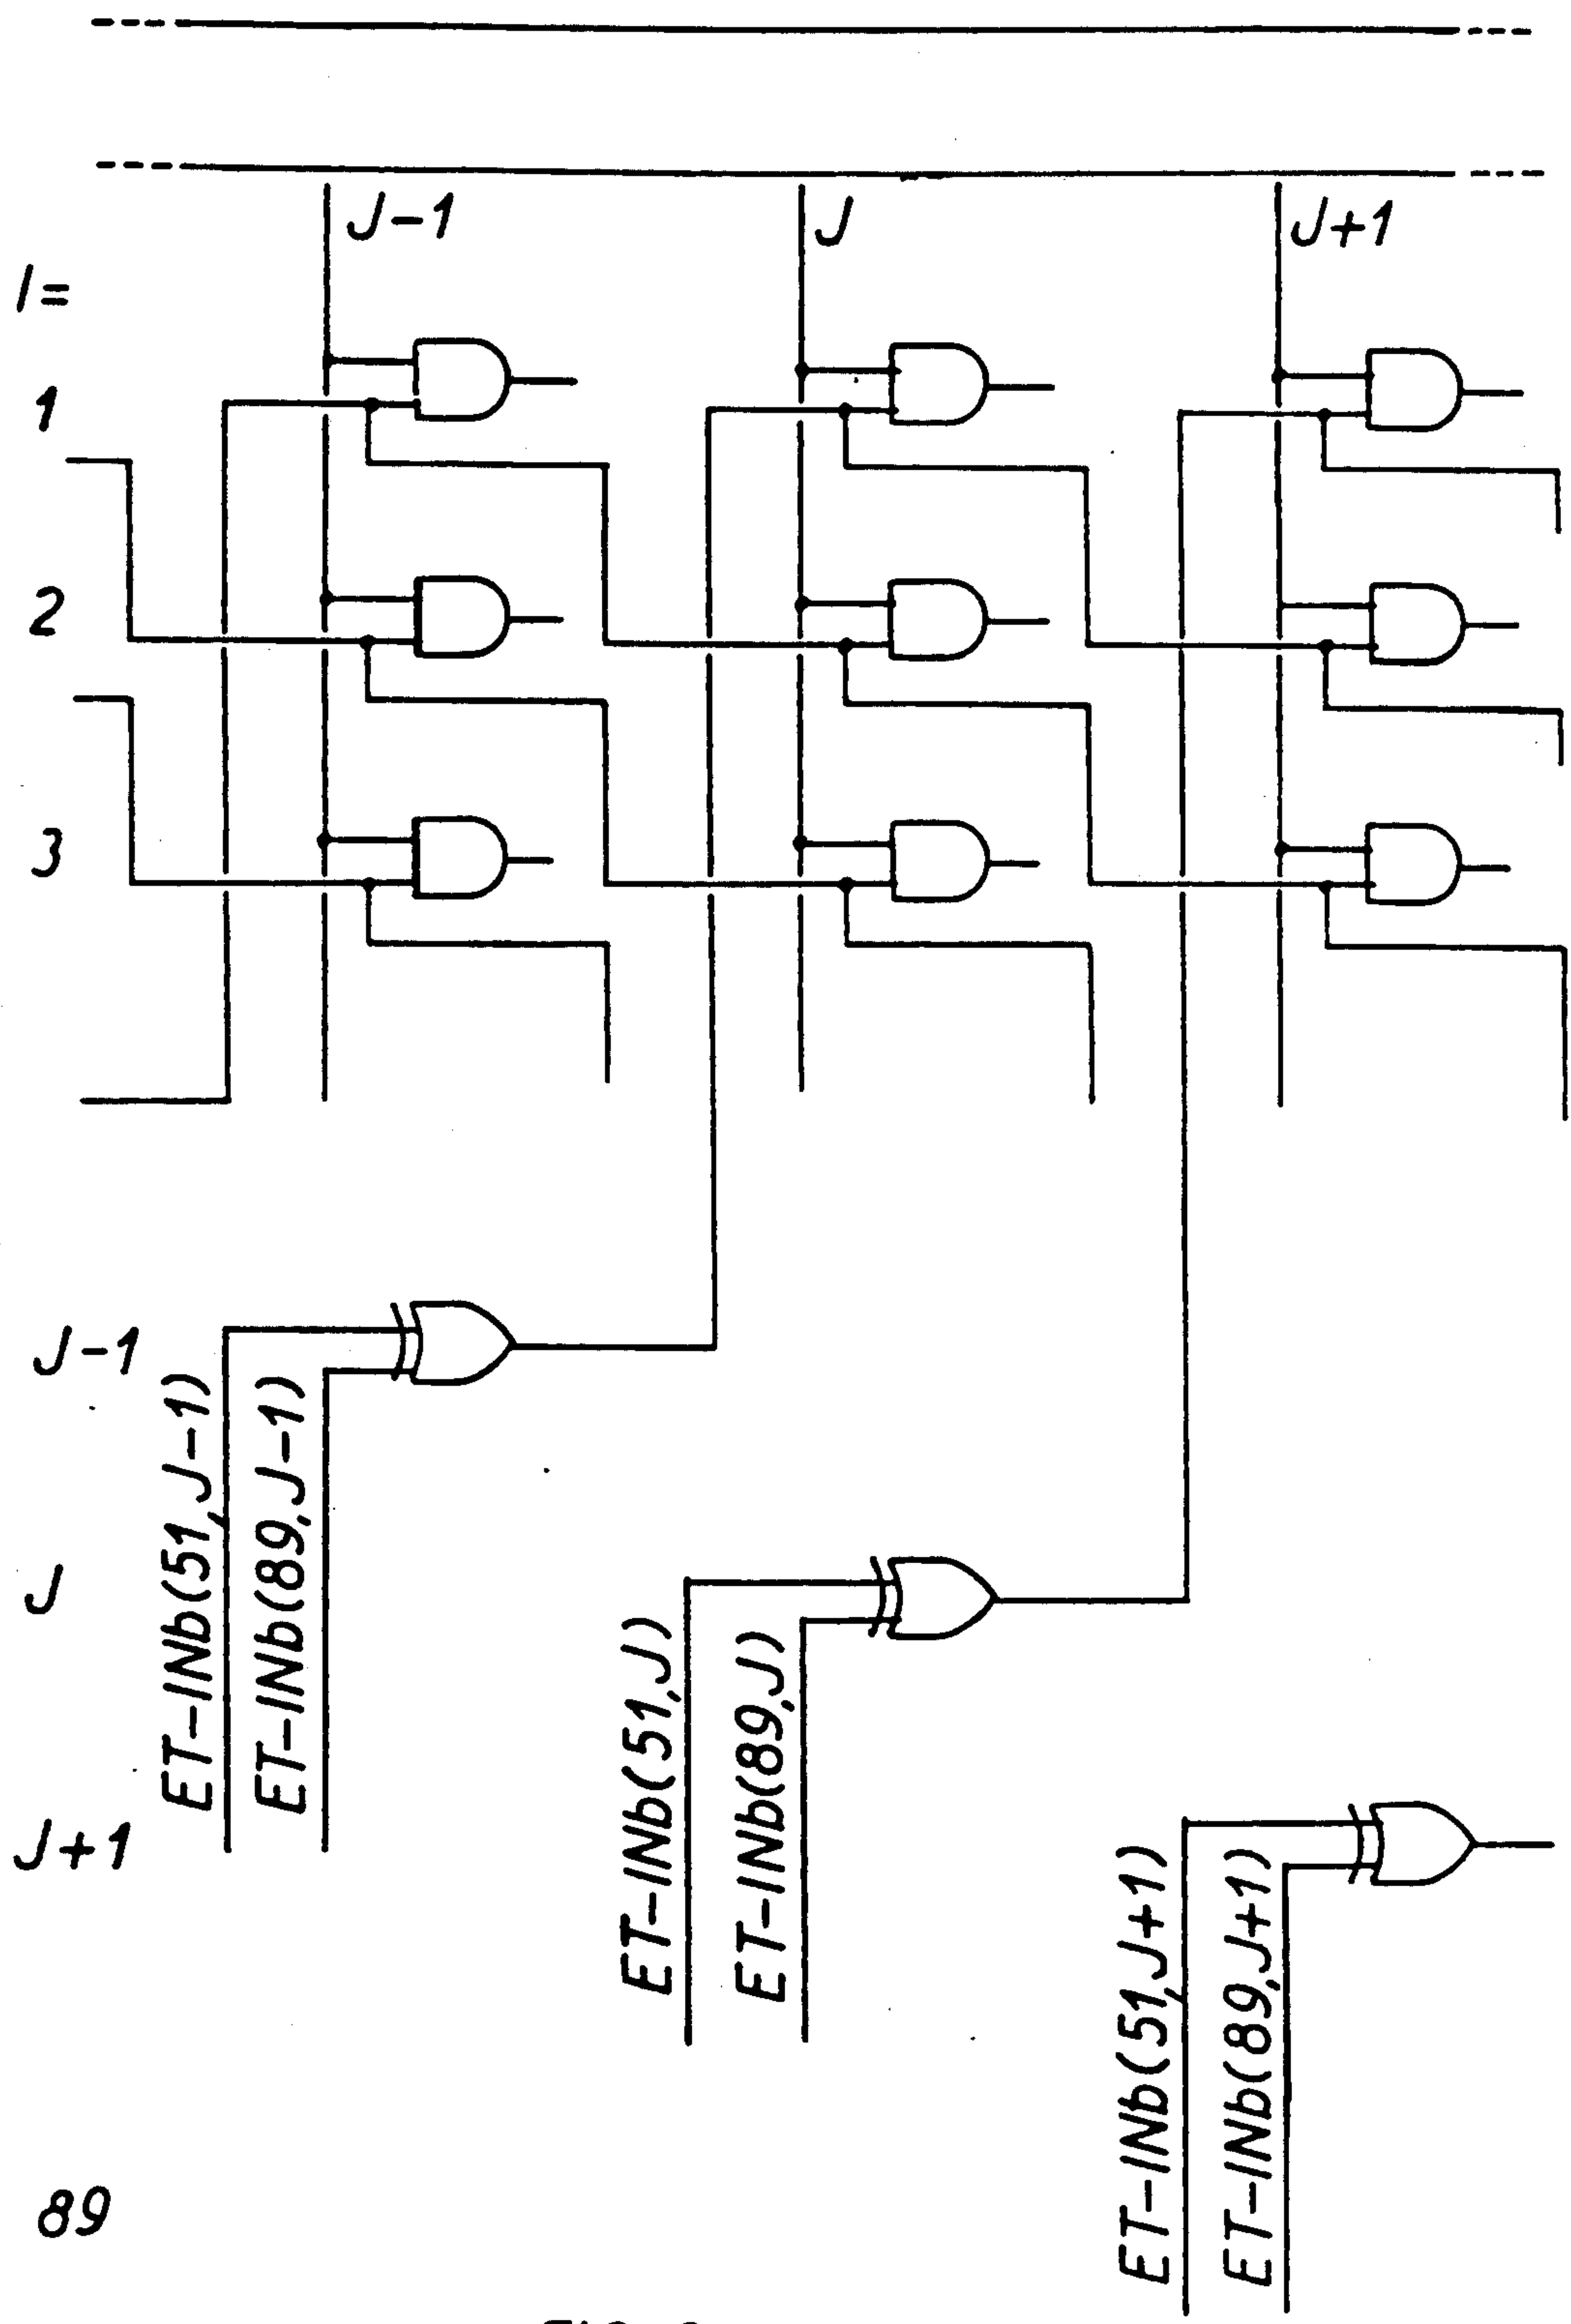 J-1
J
J+1
I=
1
2
3
J-1
J
J+1
ET-INb(51,J-1)
ET-INb(89,J-1)
ET-INb(51,J)
ET-INb(89,J)
ET-INb(51,J+1)
ET-INb(89,J+1)
89